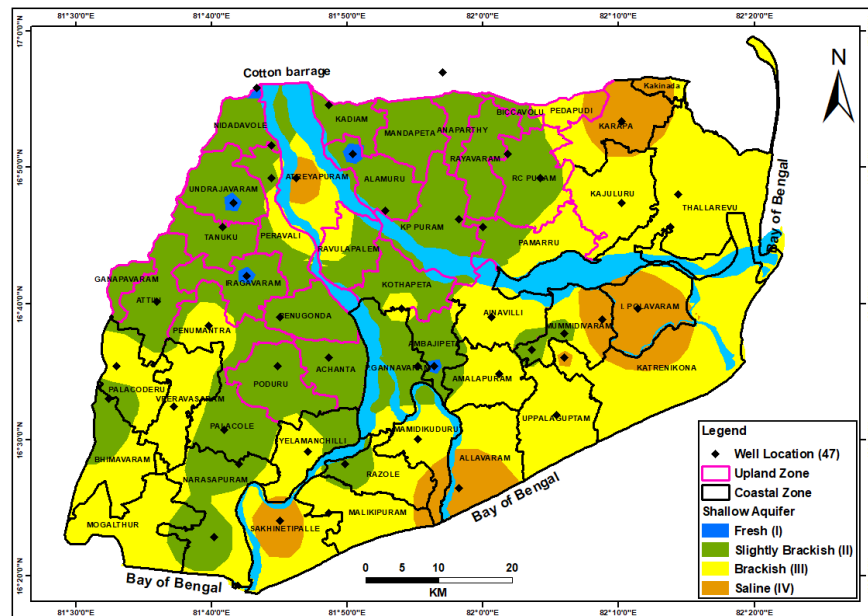 81°30'0"E 81°40'0"E 81°50'0"E 82°0'0"E 82°10'0"E 82°20'0"E
17°0'0"N
16°50'0"N
16°40'0"N
16°30'0"N
16°20'0"N
N
Cotton barrage
Kakinada
NIDADAVOLE
KADIAM
MANDAPETA
ANAPARTHY
BICCAVOLU
PEDAPUDI
KARAPA
RAYAVARAM
UNDRAJAVARAM
ATREYAPURAM
ALAMURU
RC PURAM
KAJULURU
THALLAREVU
TANUKU
PERAVALI
RAVULAPALEM
KP PURAM
PAMARRU
Bay of Bengal
GANAPAVARAM
IRAGAVARAM
KOTHAPETA
ATTILI
PENUMANTRA
PENUGONDA
AINAVILLI
I. POLAVARAM
MUMMIDIVARAM
AMBAJIPETA
PALACODERU
PODURU
ACHANTA
GANNAVARAM
AMALAPURAM
KATRENIKONA
VEERAVASARAM
UPPALAGUPTAM
PALACOLE
YELAMANCHILLI
MAMIDIKUDURU
BHIMAVARAM
NARASAPURAM
RAZOLE
ALLAVARAM
MOGALTHUR
SAKHINETIPALLE
MALIKIPURAM
Bay of Bengal
Bay of Bengal
0 5 10 20
KM
Legend
Well Location (47)
Upland Zone
Coastal Zone
Shallow Aquifer
Fresh (I)
Slightly Brackish (II)
Brackish (III)
Saline (IV)
81°30'0"E 81°40'0"E 81°50'0"E 82°0'0"E 82°10'0"E 82°20'0"E